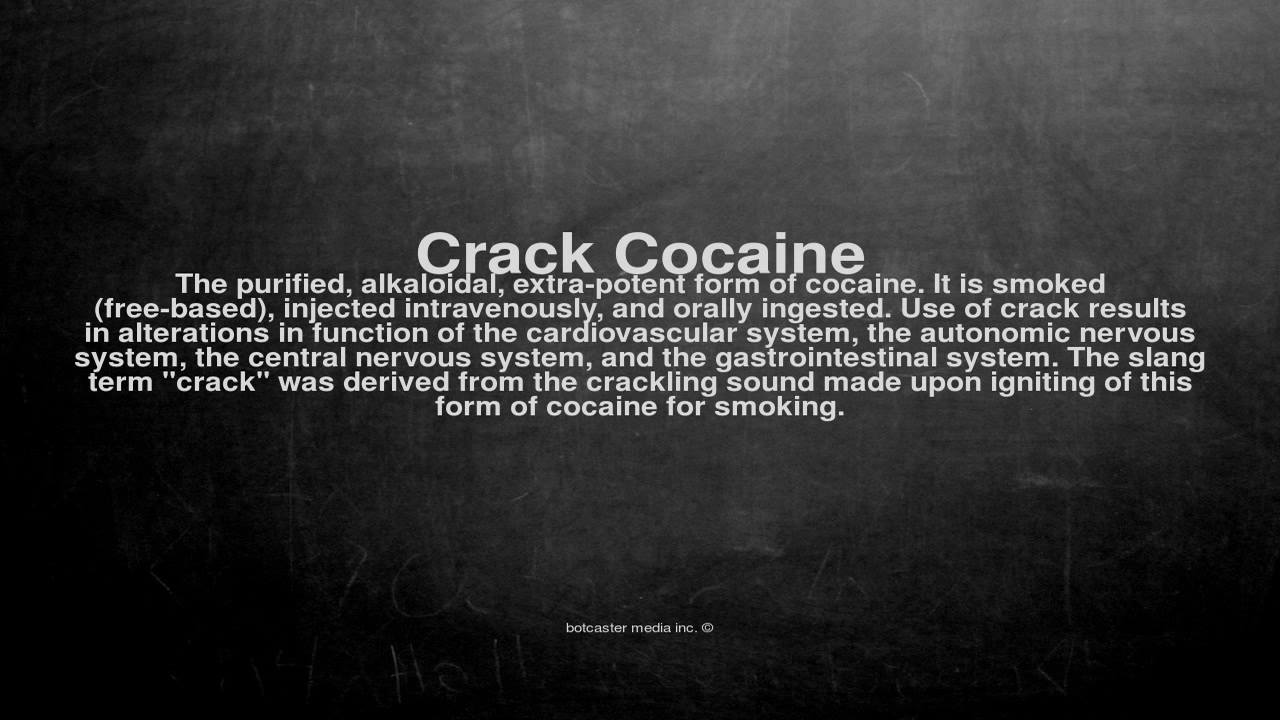 Crack Cocaine
The purified, alkaloidal, extra-potent form of cocaine. It is smoked
(free-based), injected intravenously, and orally ingested. Use of crack results
in alterations in function of the cardiovascular system, the autonomic nervous
system, the central nervous system, and the gastrointestinal system. The slang
term "crack" was derived from the crackling sound made upon igniting of this
form of cocaine for smoking.
botcaster media inc. ©